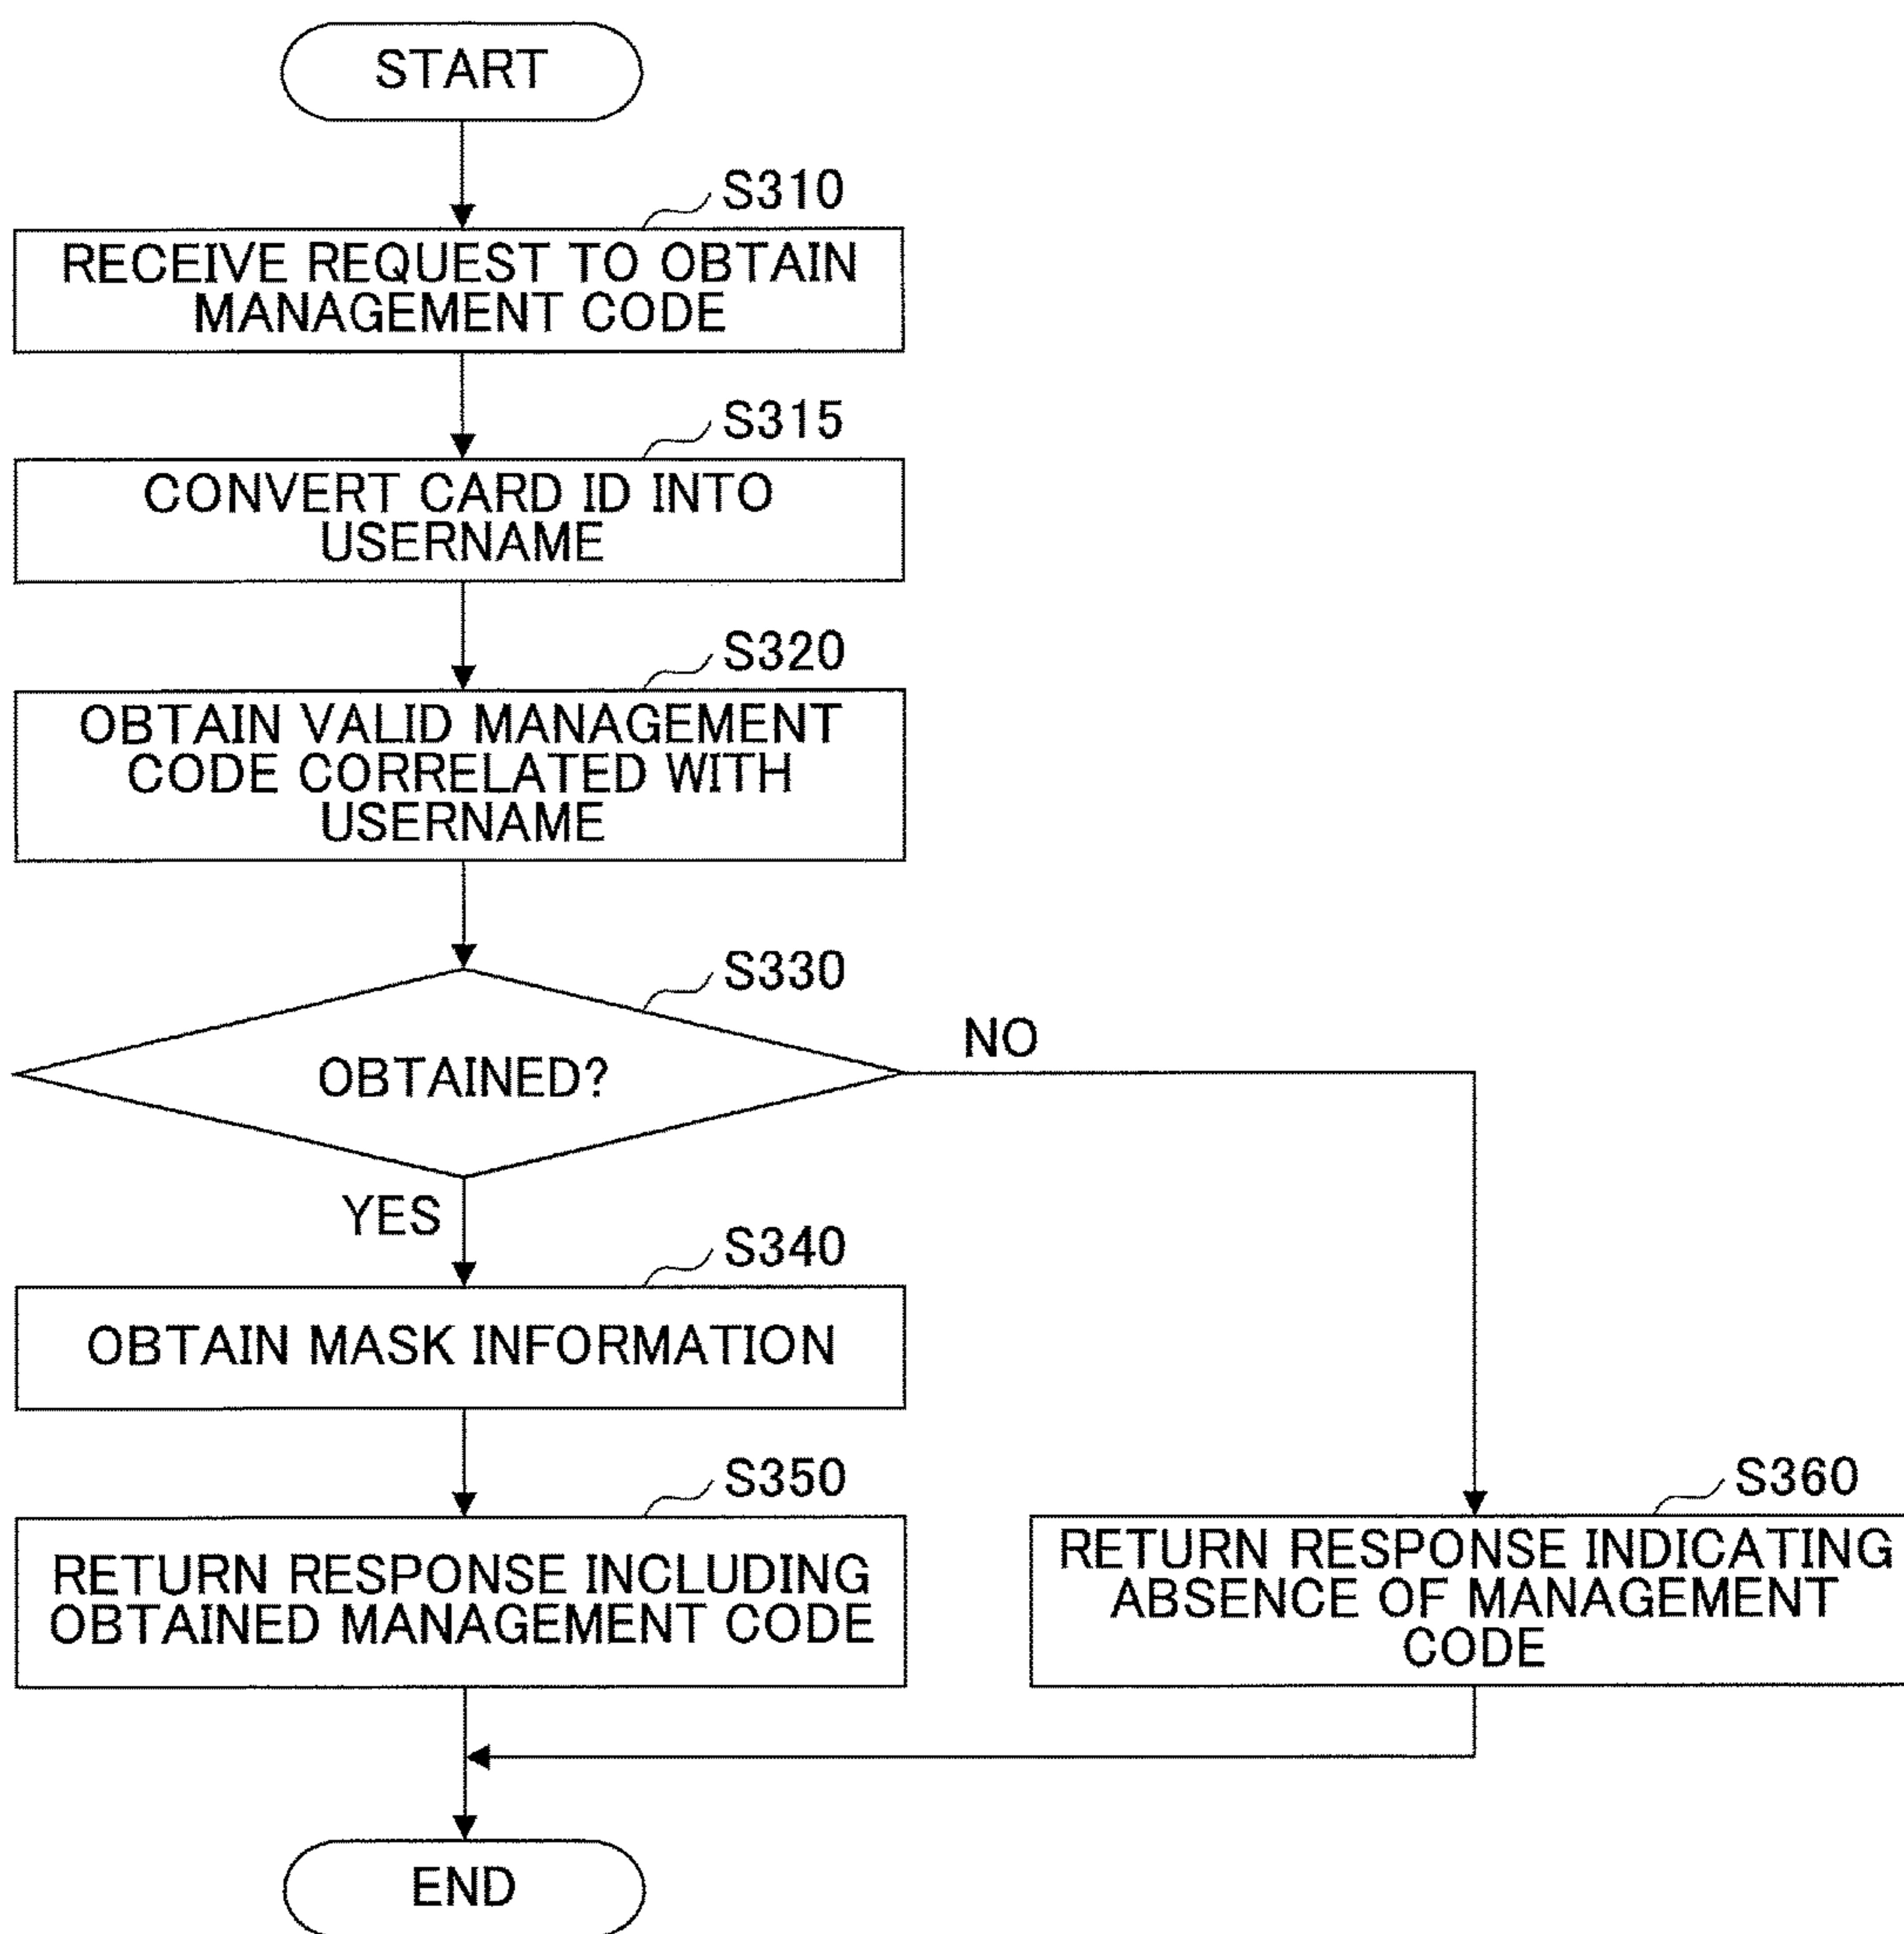 START
S310
RECEIVE REQUEST TO OBTAIN
MANAGEMENT CODE
S315
CONVERT CARD ID INTO
USERNAME
S320
OBTAIN VALID MANAGEMENT
CODE CORRELATED WITH
USERNAME
S330
OBTAINED?
NO
YES
S340
OBTAIN MASK INFORMATION
S350
RETURN RESPONSE INCLUDING
OBTAINED MANAGEMENT CODE
S360
RETURN RESPONSE INDICATING
ABSENCE OF MANAGEMENT
CODE
END